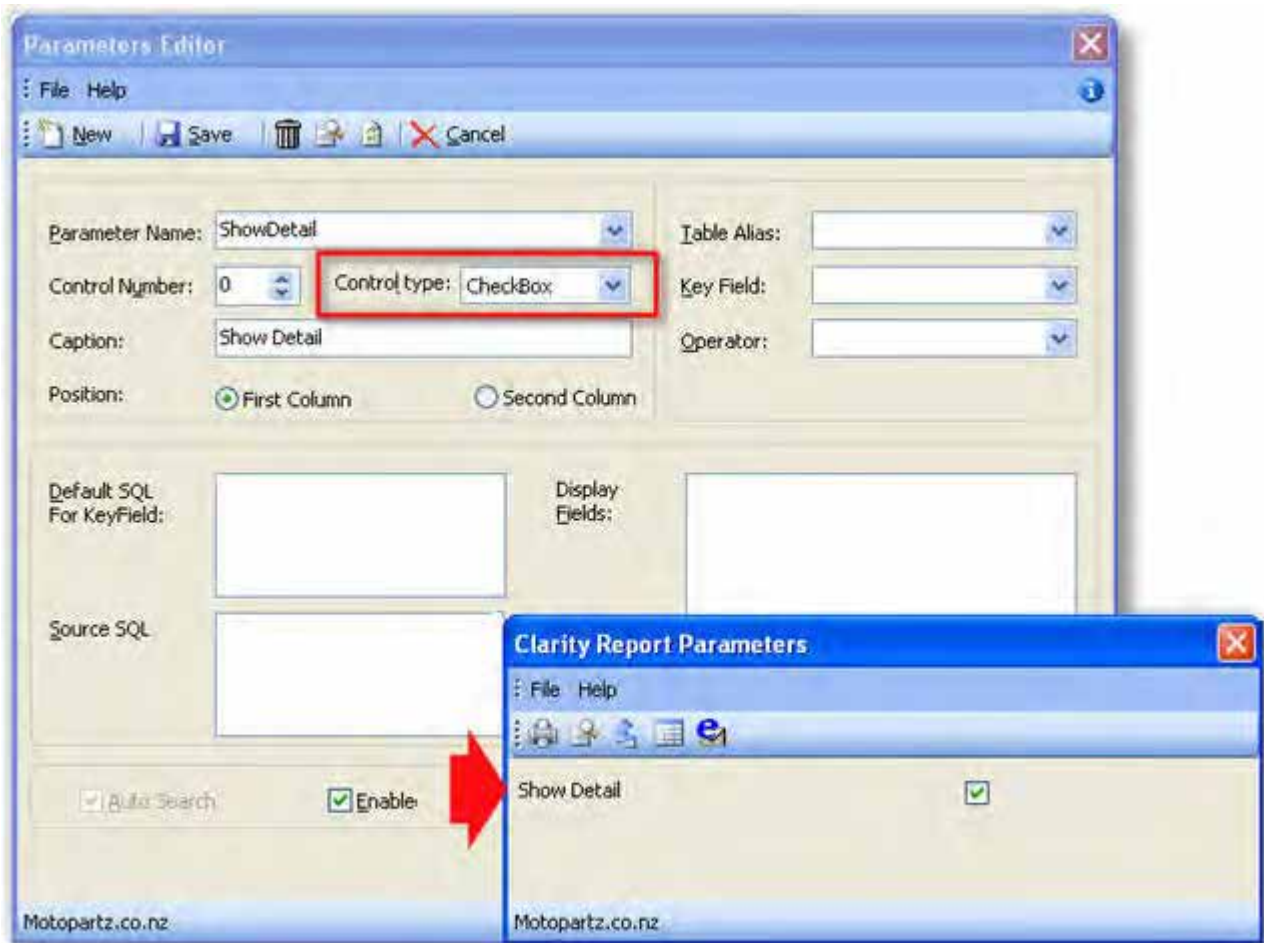 Parameters Editor
File Help
New Save Cancel
Parameter Name: ShowDetail
Control Number: 0 Control type: CheckBox
Caption: Show Detail
Position: First Column Second Column
Table Alias:
Key Field:
Operator:
Default SQL
For KeyField:
Display
Fields:
Source SQL
Auto Search Enable
Motopartz.co.nz
Clarity Report Parameters
File Help
Show Detail
Motopartz.co.nz